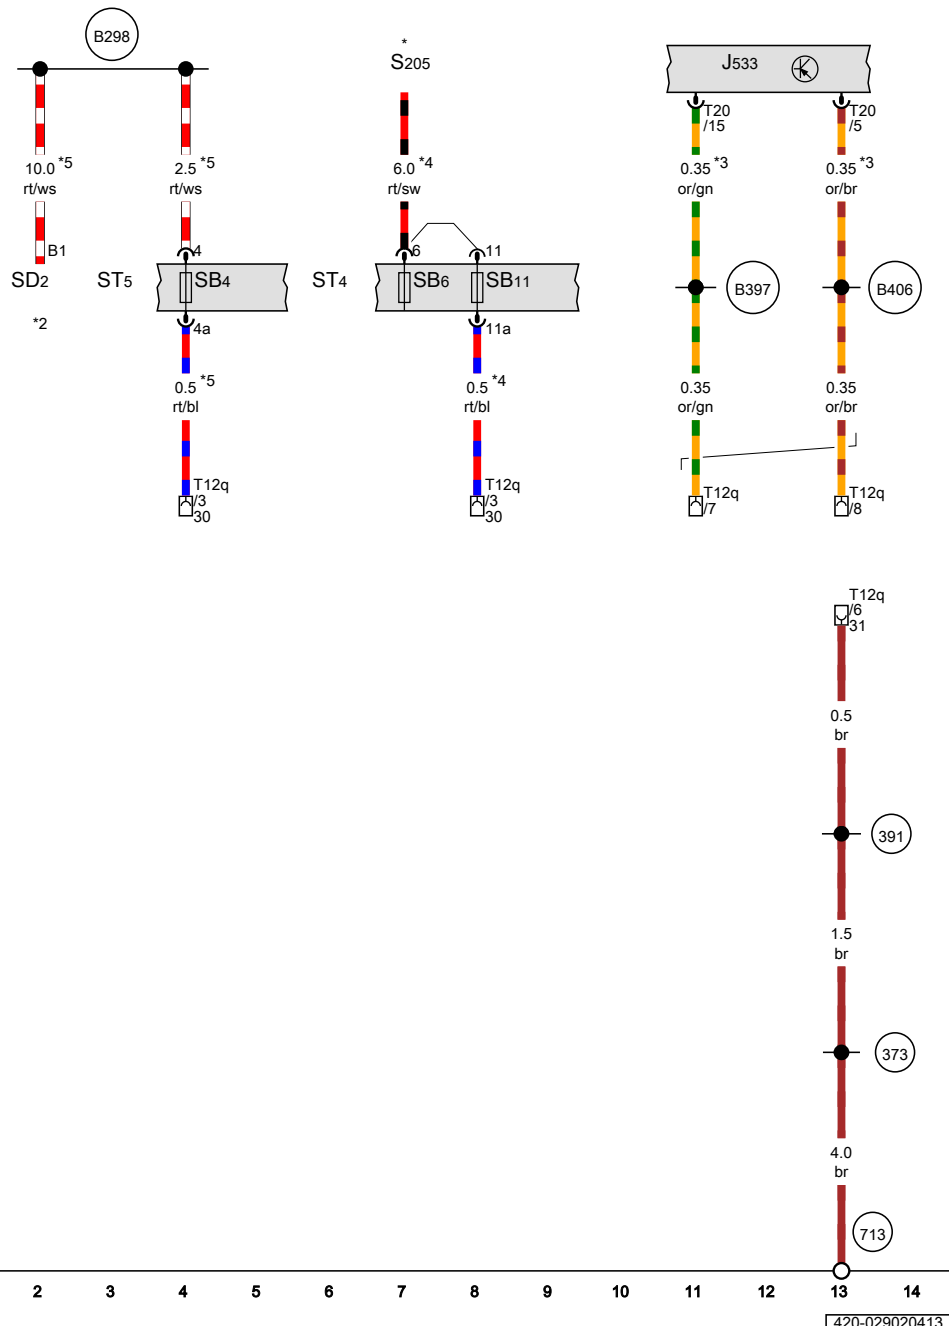 B298
*
S205
J533
T20
/15
T20
/5
10.0 *5
rt/ws
2.5 *5
rt/ws
6.0 *4
rt/sw
0.35 *3
or/gn
0.35 *3
or/br
B1
4
6
11
SD2
ST5
SB4
ST4
SB6
SB11
B397
B406
*2
4a
11a
0.5 *5
rt/bl
0.5 *4
rt/bl
0.35
or/gn
0.35
or/br
T12q
/3
30
T12q
/3
30
T12q
/7
T12q
/8
T12q
/6
31
0.5
br
391
1.5
br
373
4.0
br
713
2 3 4 5 6 7 8 9 10 11 12 13 14
420-029020413